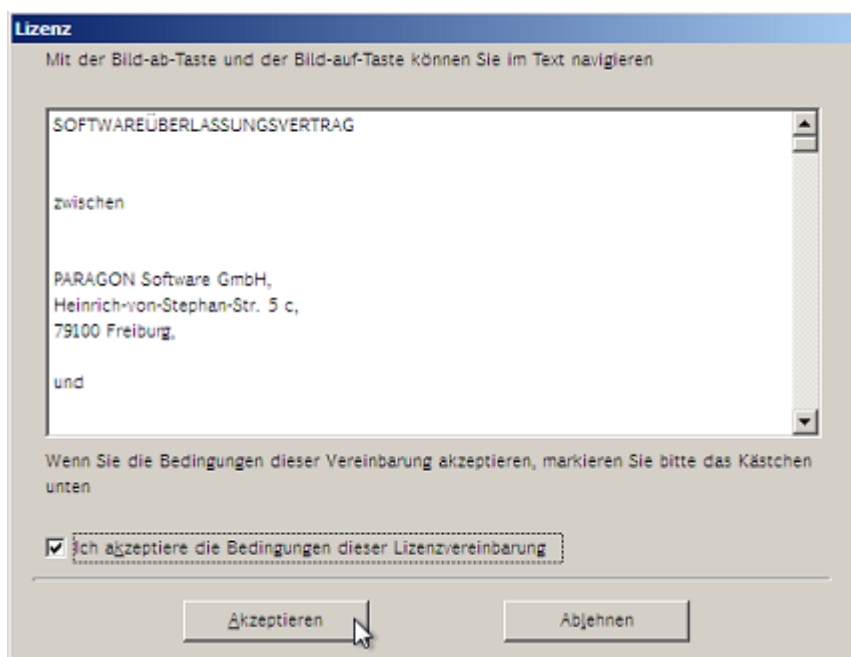 Lizenz
Mit der Bild-ab-Taste und der Bild-auf-Taste können Sie im Text navigieren
SOFTWAREÜBERLASSUNGSVERTRAG
zwischen
PARAGON Software GmbH,
Heinrich-von-Stephan-Str. 5 c,
79100 Freiburg,
und
Wenn Sie die Bedingungen dieser Vereinbarung akzeptieren, markieren Sie bitte das Kästchen
unten
Ich akzeptiere die Bedingungen dieser Lizenzvereinbarung
Akzeptieren
Ablehnen